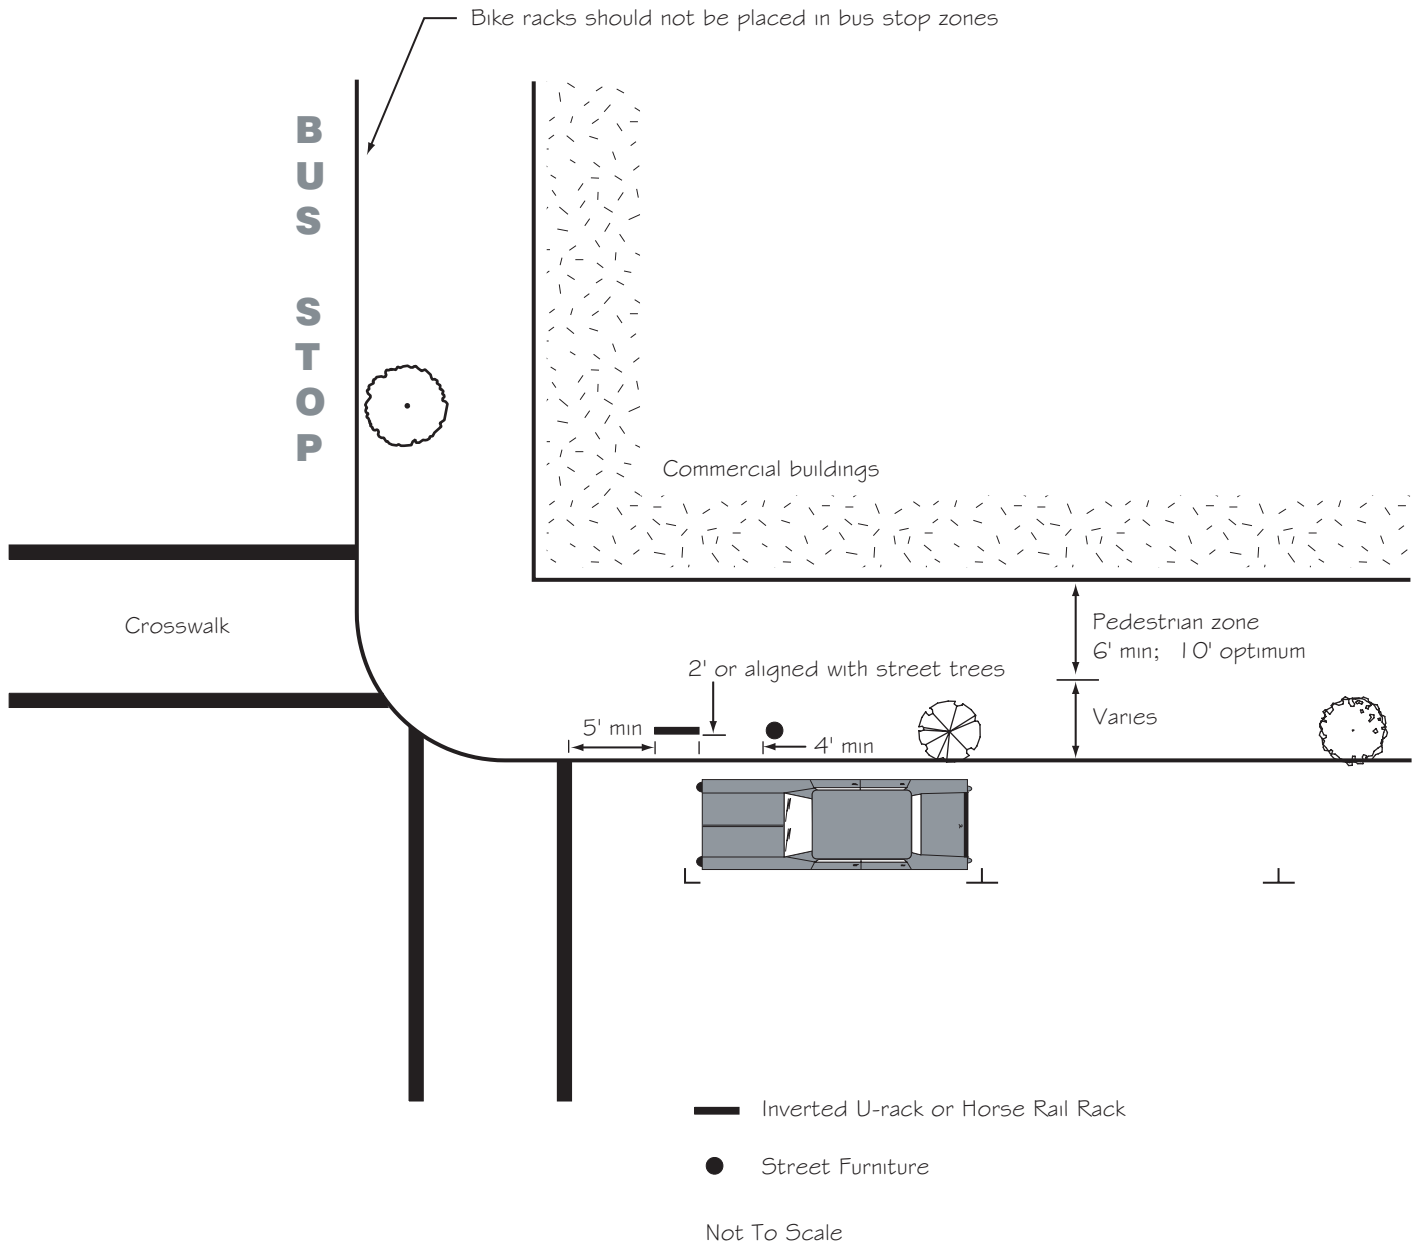 Bike racks should not be placed in bus stop zones
BUS STOP
Commercial buildings
Crosswalk
Pedestrian zone
6' min; 10' optimum
2' or aligned with street trees
Varies
5' min
4' min
Inverted U-rack or Horse Rail Rack
Street Furniture
Not To Scale